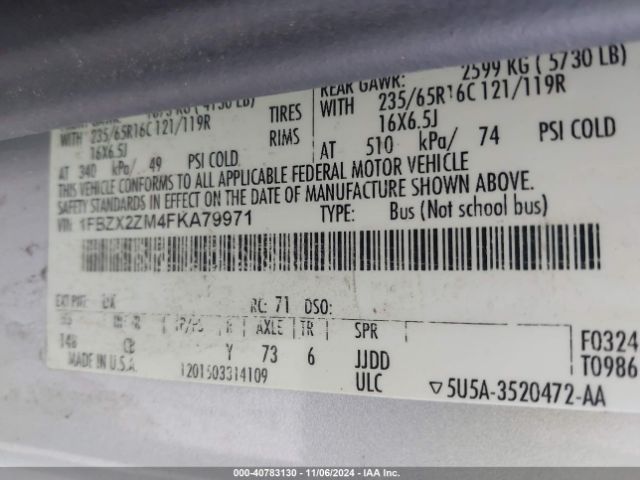 REAR GAWR: 2599 KG ( 5730 LB)
WITH 235/65R16C 121/119R TIRES
16X6.5J RIMS
AT 340 kPa/ 49 PSI COLD
WITH 235/65R16C 121/119R
16X6.5J
AT 510 kPa/ 74 PSI COLD
THIS VEHICLE CONFORMS TO ALL APPLICABLE FEDERAL MOTOR VEHICLE
SAFETY STANDARDS IN EFFECT ON THE DATE OF MANUFACTURE SHOWN ABOVE.
VIN: 1FBZX2ZM4FKA79971 TYPE: Bus (Not school bus)
EXT PNT: RC: 71 DSO:
R AXLE TR SPR
148 Y 73 6 JJDD
MADE IN U.S.A. 1201503314109 ULC
F0324
T0986
5U5A-3520472-AA
000-40783130 - 11/06/2024 - IAA Inc.